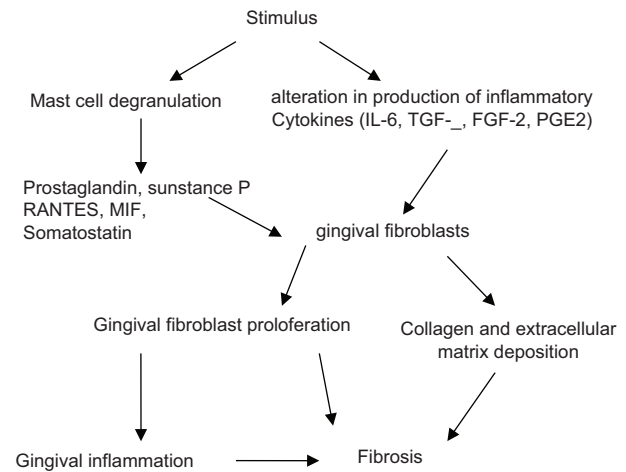 Stimulus
Mast cell degranulation
alteration in production of inflammatory
Cytokines (IL-6, TGF-_, FGF-2, PGE2)
Prostaglandin, sunstance P
RANTES, MIF,
Somatostatin
gingival fibroblasts
Gingival fibroblast proloferation
Collagen and extracellular
matrix deposition
Gingival inflammation
Fibrosis